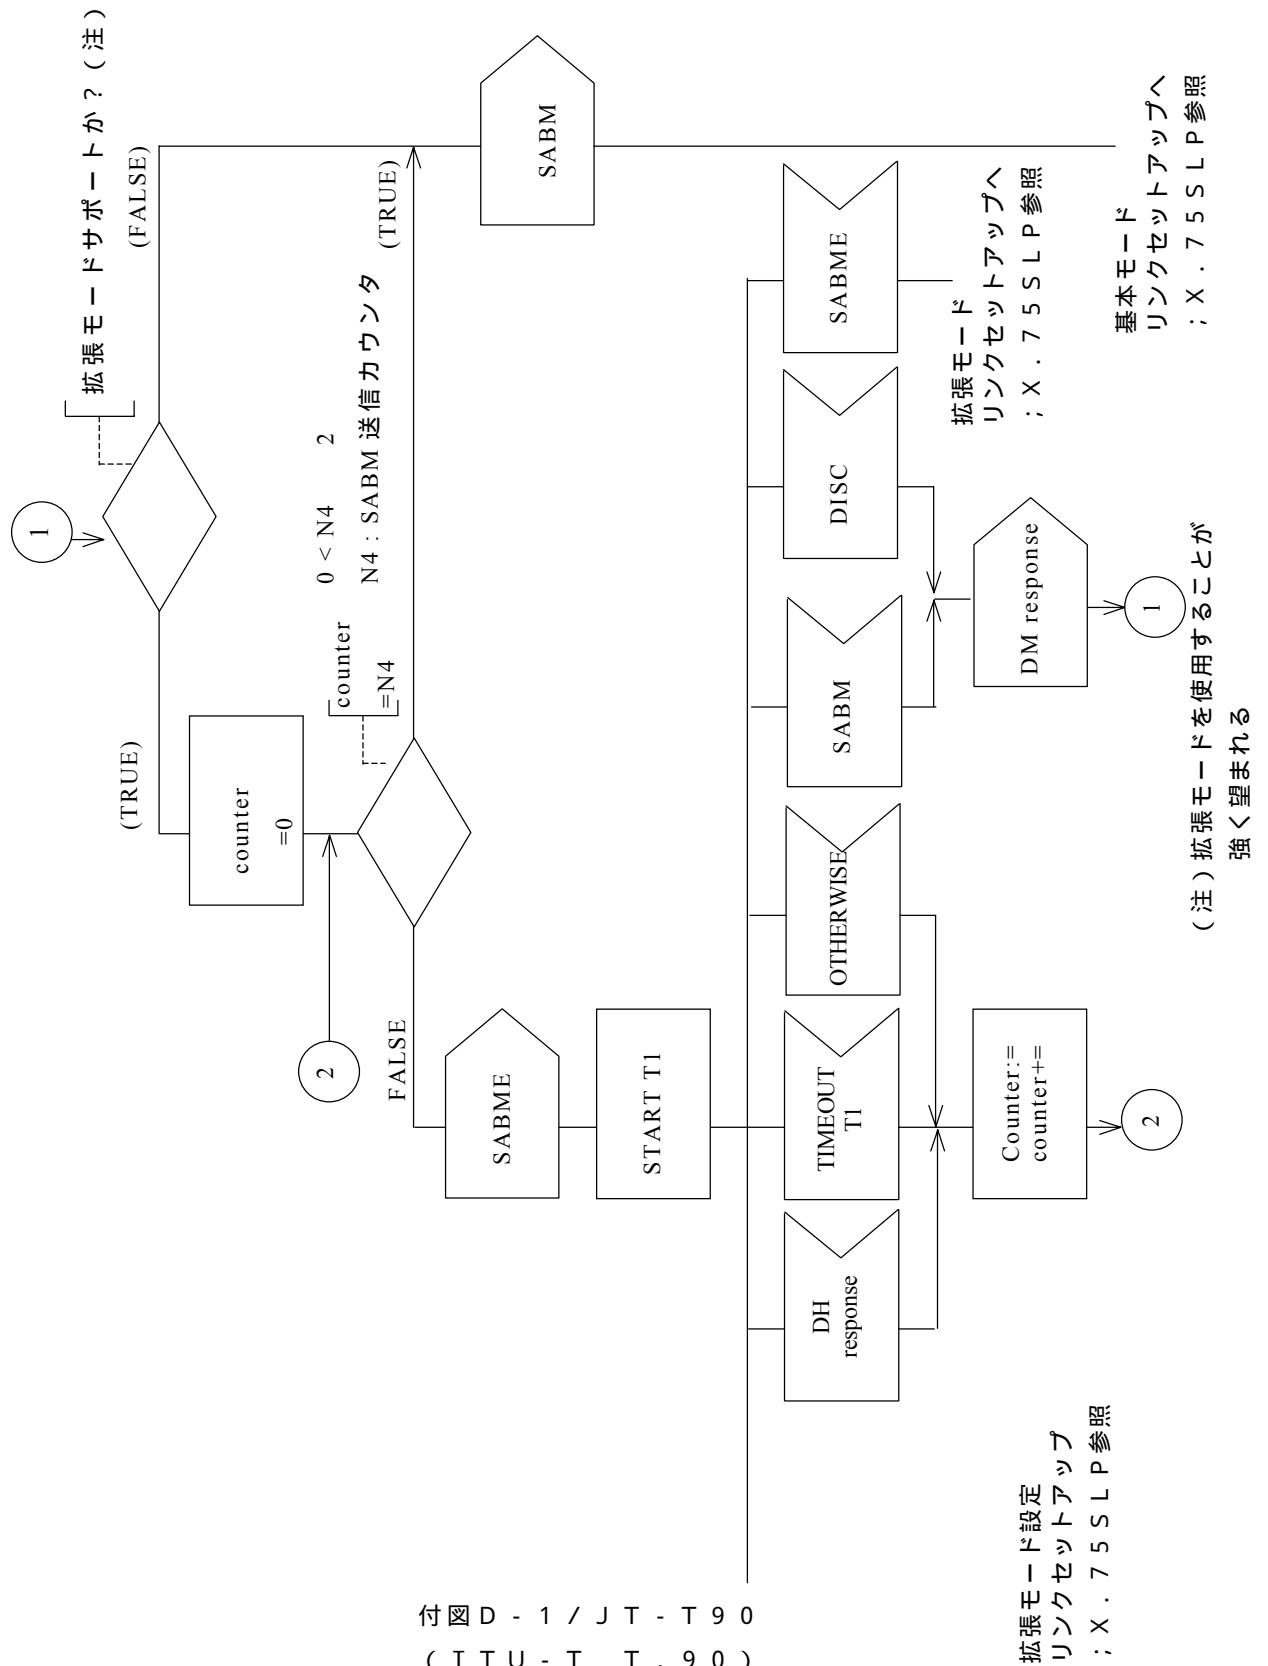 1
拡張モードサポートか？（注）
(TRUE)
(FALSE)
counter
=0
2
counter
=N4
0 < N4 2
N4 : SABM 送信カウンタ
FALSE
(TRUE)
SABME
SABM
START T1
DH
response
TIMEOUT
T1
OTHERWISE
SABM
DISC
SABME
Counter:=
counter+=
2
DM response
1
拡張モード
リンクセットアップへ
；Ｘ．７５ＳＬＰ参照
基本モード
リンクセットアップへ
；Ｘ．７５ＳＬＰ参照
拡張モード設定
リンクセットアップ
；Ｘ．７５ＳＬＰ参照
（注）拡張モードを使用することが
強く望まれる
付図Ｄ‐１／ＪＴ‐Ｔ９０
（ＩＴＵ‐Ｔ Ｔ．９０）